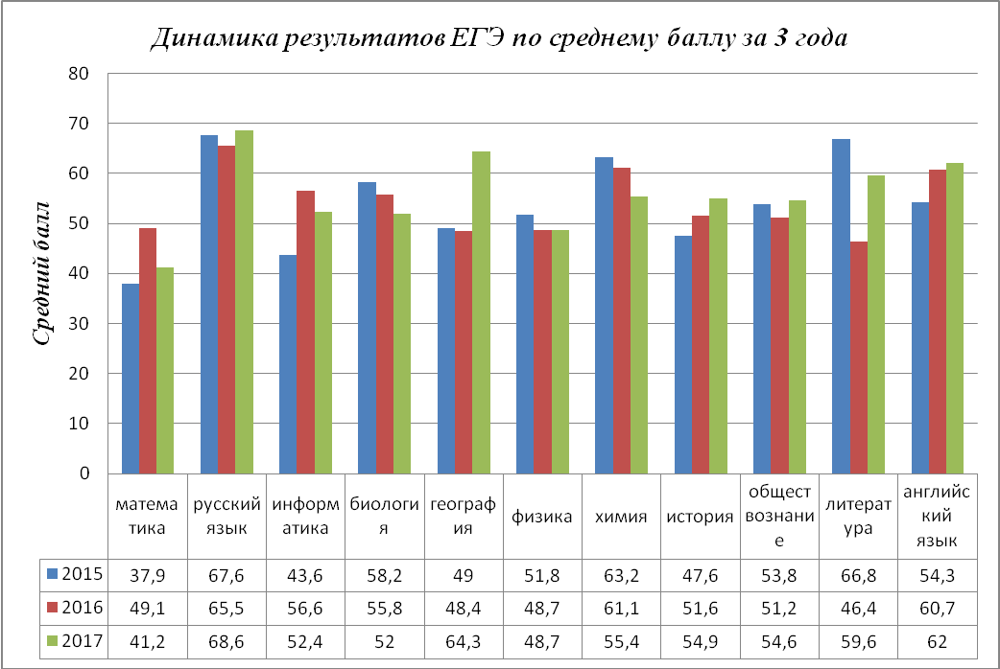 Динамика результатов ЕГЭ по среднему баллу за 3 года
Средний балл
80
70
60
50
40
30
20
10
0
матема
тика
русский
язык
информ
атика
биологи
я
географ
ия
физика
химия
история
общест
вознани
е
литерат
ура
английс
кий
язык
2015 37,9 67,6 43,6 58,2 49 51,8 63,2 47,6 53,8 66,8 54,3
2016 49,1 65,5 56,6 55,8 48,4 48,7 61,1 51,6 51,2 46,4 60,7
2017 41,2 68,6 52,4 52 64,3 48,7 55,4 54,9 54,6 59,6 62